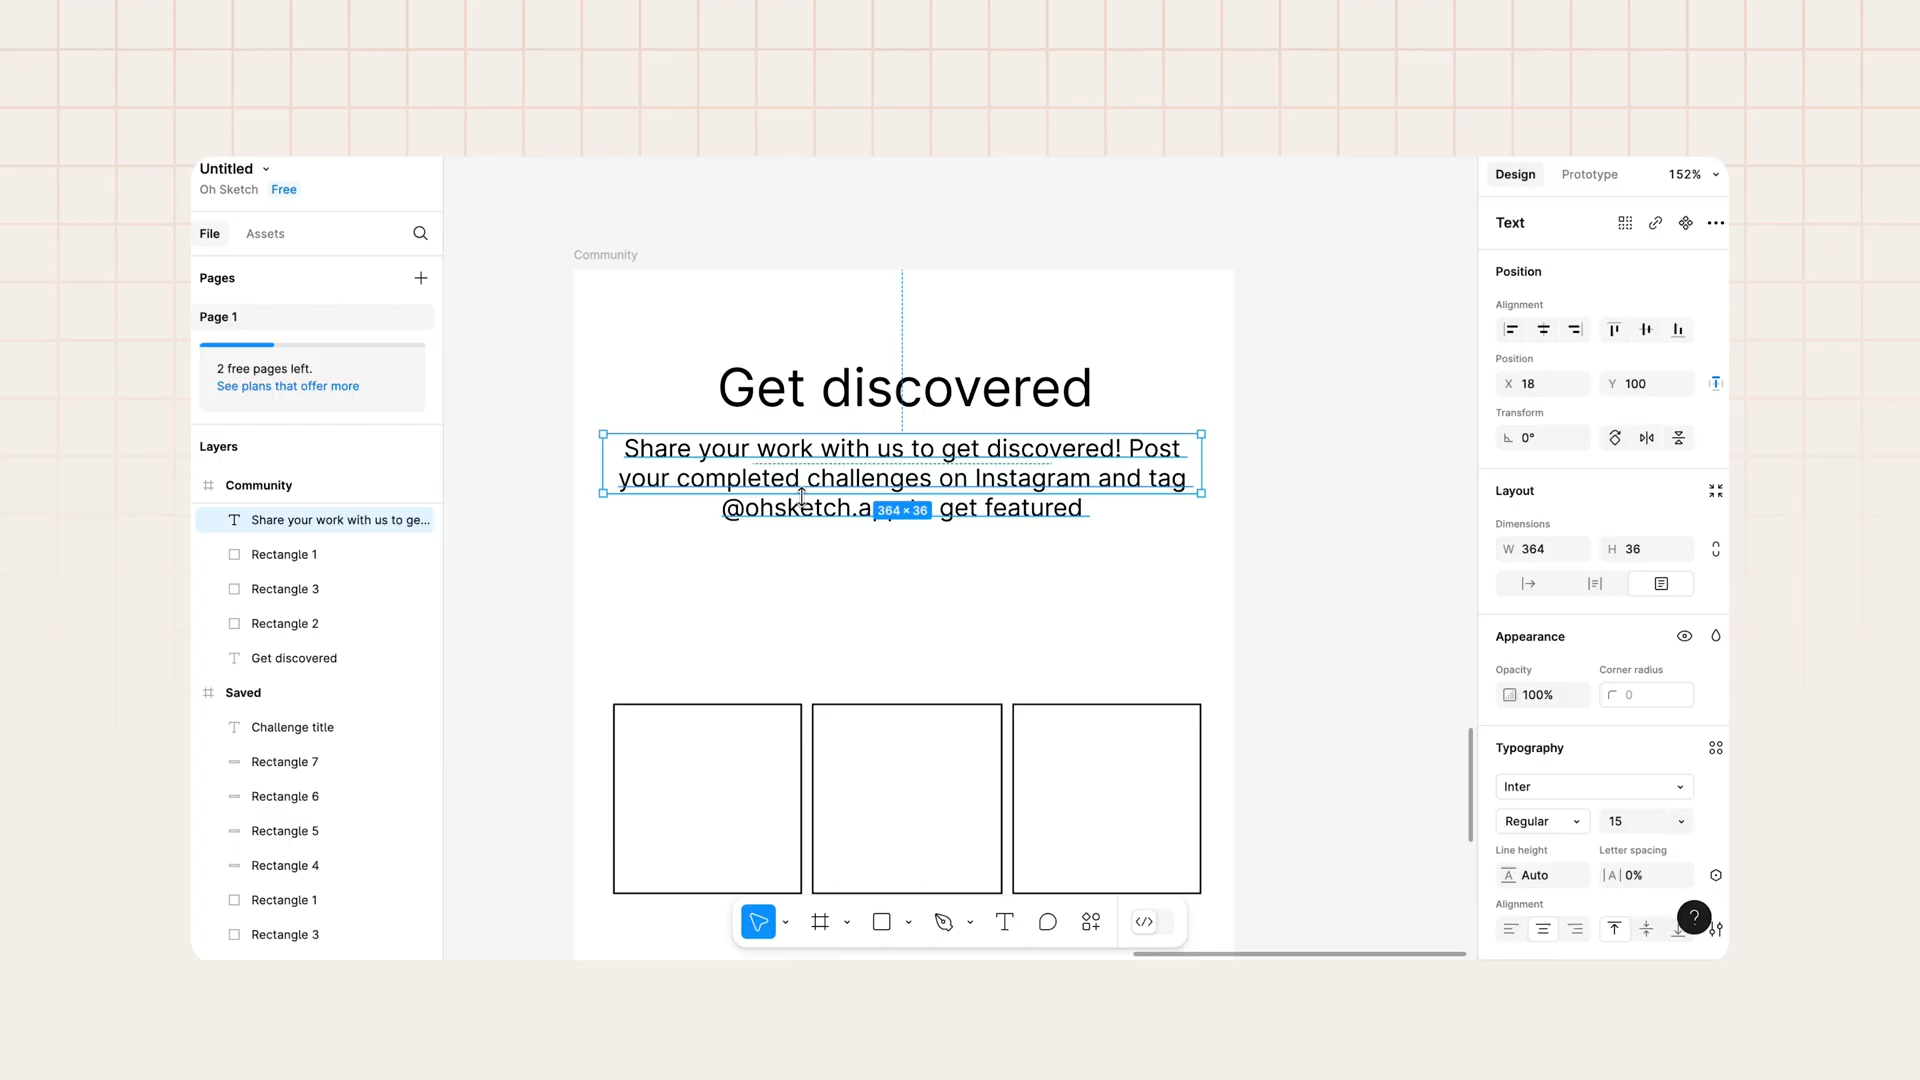 Untitled
Oh Sketch Free
File Assets
Pages
Page 1
2 free pages left.
See plans that offer more
Layers
Community
Share your work with us to ge...
Rectangle 1
Rectangle 3
Rectangle 2
Get discovered
Saved
Challenge title
Rectangle 7
Rectangle 6
Rectangle 5
Rectangle 4
Rectangle 1
Rectangle 3
Community
Get discovered
Share your work with us to get discovered! Post
your completed challenges on Instagram and tag
@ohsketch.ap get featured
364 × 36
Design Prototype 152%
Text
Position
Alignment
Position
X 18 Y 100
Transform
0°
Layout
Dimensions
W 364 H 36
Appearance
Opacity Corner radius
100% 0
Typography
Inter
Regular 15
Line height Letter spacing
A Auto |A| 0%
Alignment
?